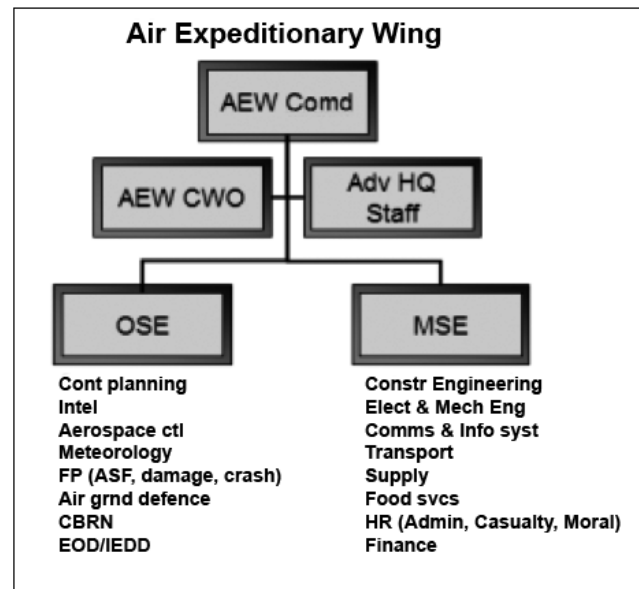 Air Expeditionary Wing
AEW Comd
AEW CWO
Adv HQ
Staff
OSE
MSE
Cont planning
Intel
Aerospace ctl
Meteorology
FP (ASF, damage, crash)
Air grnd defence
CBRN
EOD/IEDD
Constr Engineering
Elect & Mech Eng
Comms & Info syst
Transport
Supply
Food svcs
HR (Admin, Casualty, Moral)
Finance